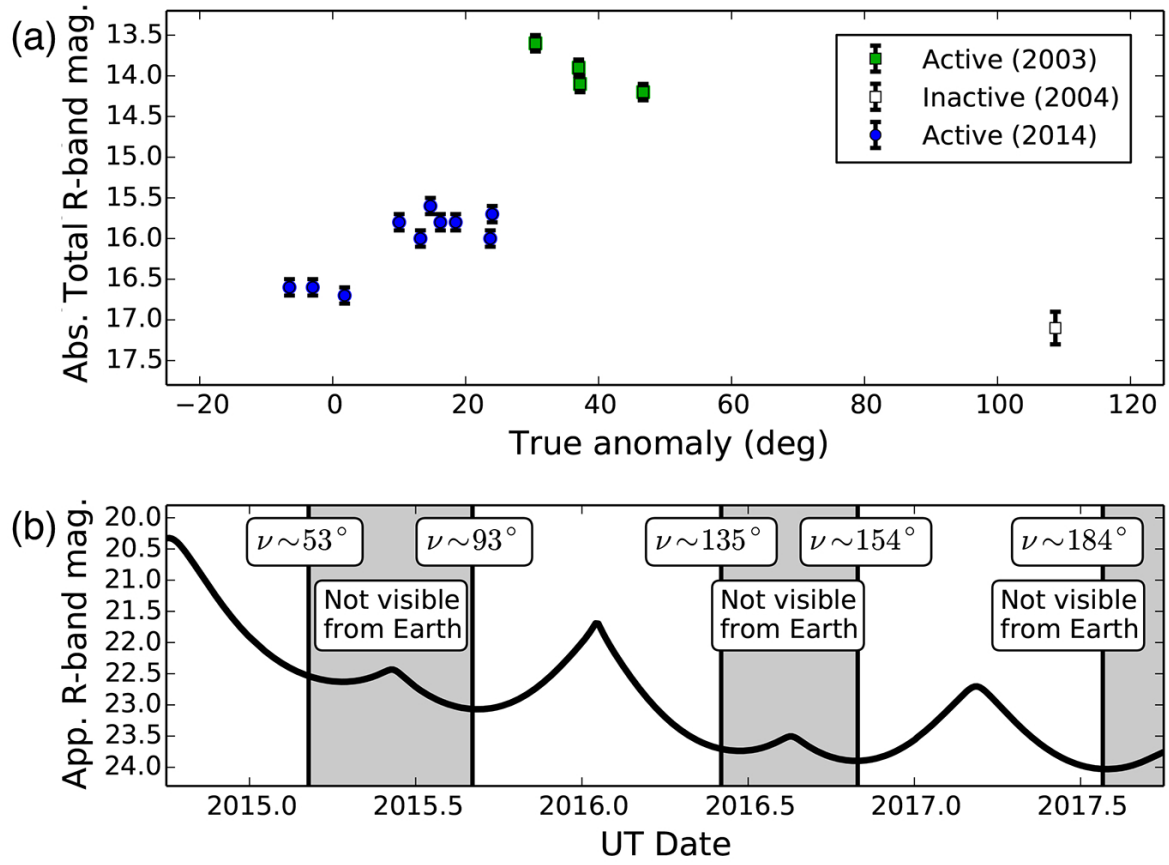 (a)
Abs. Total R-band mag.
13.5
14.0
14.5
15.0
15.5
16.0
16.5
17.0
17.5
Active (2003)
Inactive (2004)
Active (2014)
−20 0 20 40 60 80 100 120
True anomaly (deg)
(b)
App. R-band mag.
20.0
20.5
21.0
21.5
22.0
22.5
23.0
23.5
24.0
ν∼53° ν∼93° ν∼135° ν∼154° ν∼184°
Not visible
from Earth
Not visible
from Earth
Not visible
from Earth
2015.0 2015.5 2016.0 2016.5 2017.0 2017.5
UT Date